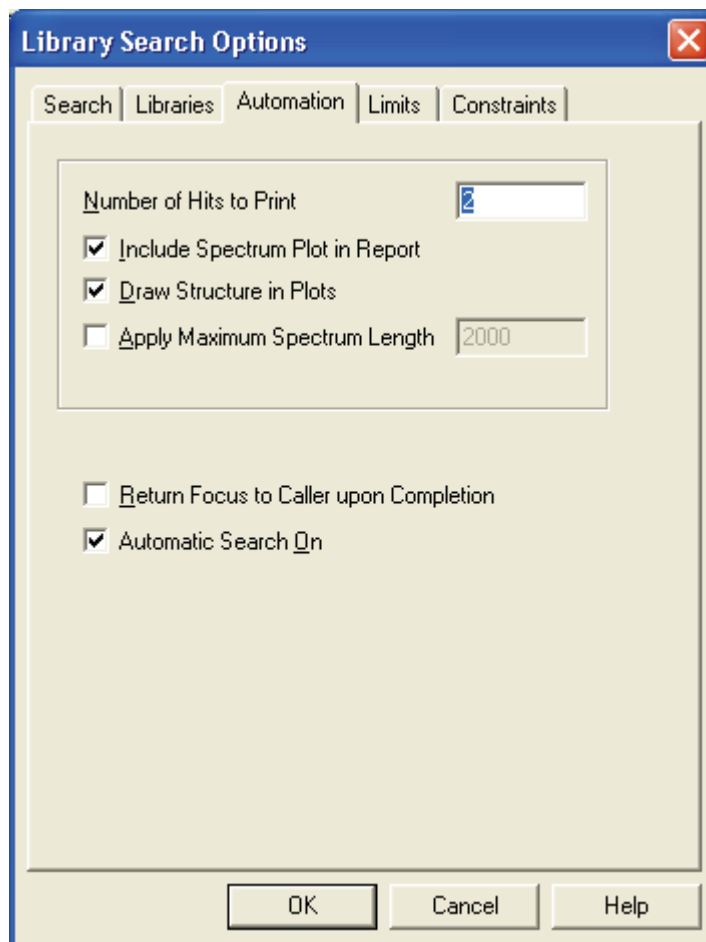 Library Search Options
Search Libraries Automation Limits Constraints
Number of Hits to Print 2
Include Spectrum Plot in Report
Draw Structure in Plots
Apply Maximum Spectrum Length 2000
Return Focus to Caller upon Completion
Automatic Search On
OK Cancel Help